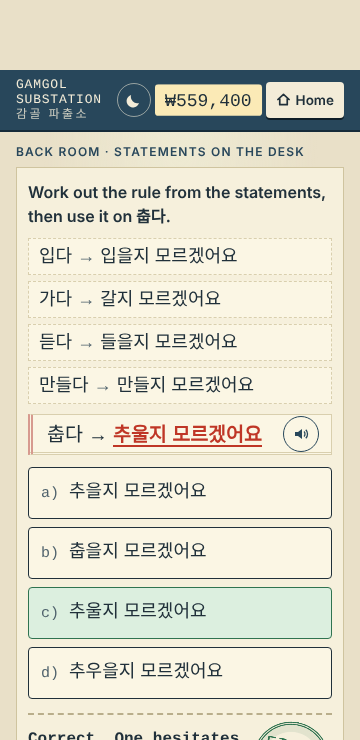 GAMGOL
SUBSTATION
감골 파출소
₩559,400
Home
BACK ROOM · STATEMENTS ON THE DESK
Work out the rule from the statements,
then use it on 춥다.
입다 → 입을지 모르겠어요
가다 → 갈지 모르겠어요
듣다 → 들을지 모르겠어요
만들다 → 만들지 모르겠어요
춥다 → 추울지 모르겠어요
a) 추을지 모르겠어요
b) 춥을지 모르겠어요
c) 추울지 모르겠어요
d) 추우을지 모르겠어요
Correct. One hesitates